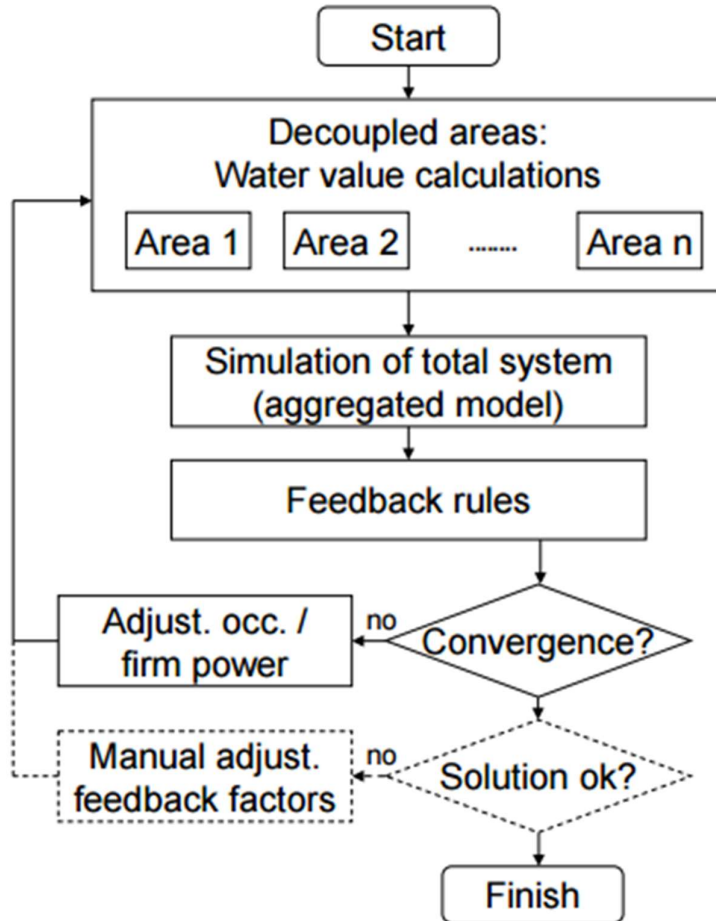 Start
Decoupled areas:
Water value calculations
Area 1 Area 2 ........ Area n
Simulation of total system
(aggregated model)
Feedback rules
Adjust. occ. /
firm power
no
Convergence?
Manual adjust.
feedback factors
no
Solution ok?
Finish